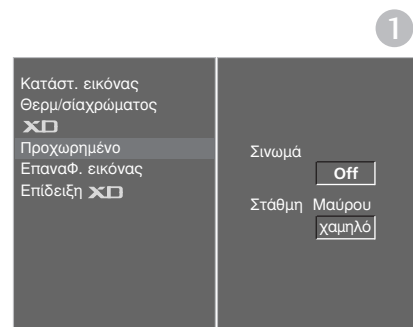 1
Κατάστ. εικόνας
Θερμ/σίαχρώματος
XD
Προχωρημένο
ΕπαναΦ. εικόνας
Επίδειξη XD
Σινωμά
Off
Στάθμη Μαύρου
χαμηλό